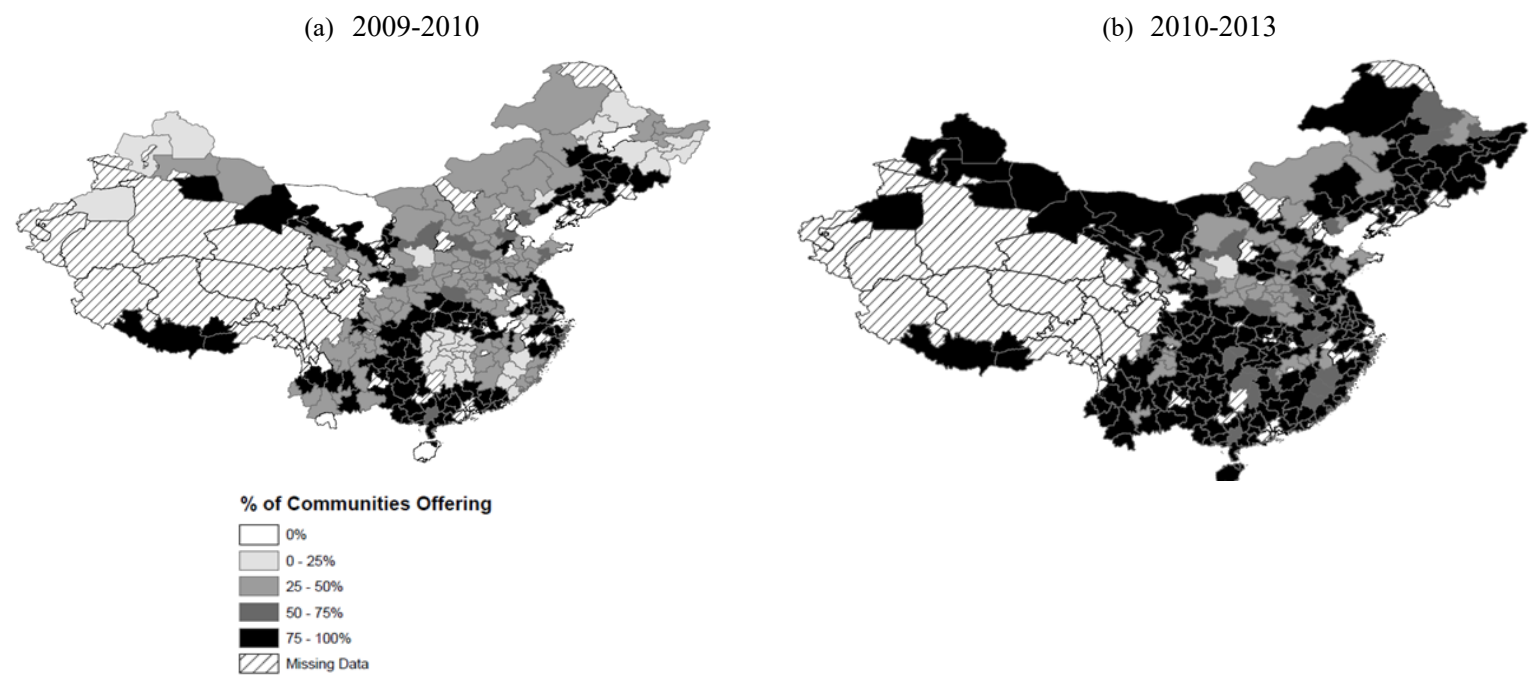 (a) 2009-2010
(b) 2010-2013
% of Communities Offering
0%
0 - 25%
25 - 50%
50 - 75%
75 - 100%
Missing Data